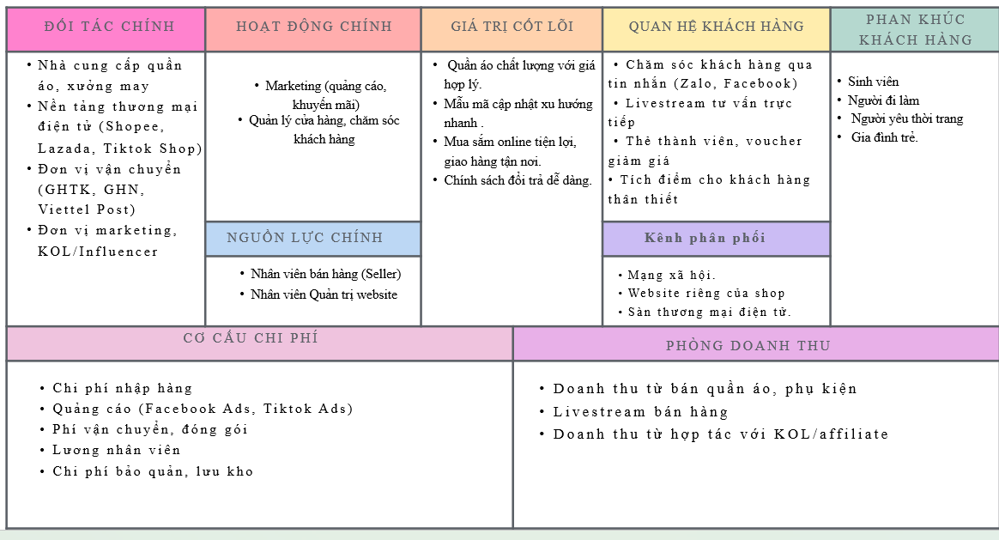 ĐỐI TÁC CHÍNH
• Nhà cung cấp quần
áo, xưởng may
• Nền tảng thương mại
điện tử (Shopee,
Lazada, Tiktok Shop)
• Đơn vị vận chuyển
(GHTK, GHN,
Viettel Post)
• Đơn vị marketing,
KOL/Influencer
HOẠT ĐỘNG CHÍNH
• Marketing (quảng cáo,
khuyến mãi)
• Quản lý cửa hàng, chăm sóc
khách hàng
NGUỒN LỰC CHÍNH
• Nhân viên bán hàng (Seller)
• Nhân viên Quản trị website
GIÁ TRỊ CỐT LÕI
• Quần áo chất lượng với giá
hợp lý.
• Mẫu mã cập nhật xu hướng
nhanh .
• Mua sắm online tiện lợi,
giao hàng tận nơi.
• Chính sách đổi trả dễ dàng.
QUAN HỆ KHÁCH HÀNG
• Chăm sóc khách hàng qua
tin nhắn (Zalo, Facebook)
• Livestream tư vấn trực
tiếp
• Thẻ thành viên, voucher
giảm giá
• Tích điểm cho khách hàng
thân thiết
Kênh phân phối
• Mạng xã hội.
• Website riêng của shop
• Sàn thương mại điện tử.
PHAN KHÚC
KHÁCH HÀNG
• Sinh viên
• Người đi làm
• Người yêu thời trang
• Gia đình trẻ.
CƠ CẤU CHI PHÍ
• Chi phí nhập hàng
• Quảng cáo (Facebook Ads, Tiktok Ads)
• Phí vận chuyển, đóng gói
• Lương nhân viên
• Chi phí bảo quản, lưu kho
PHÒNG DOANH THU
• Doanh thu từ bán quần áo, phụ kiện
• Livestream bán hàng
• Doanh thu từ hợp tác với KOL/affiliate